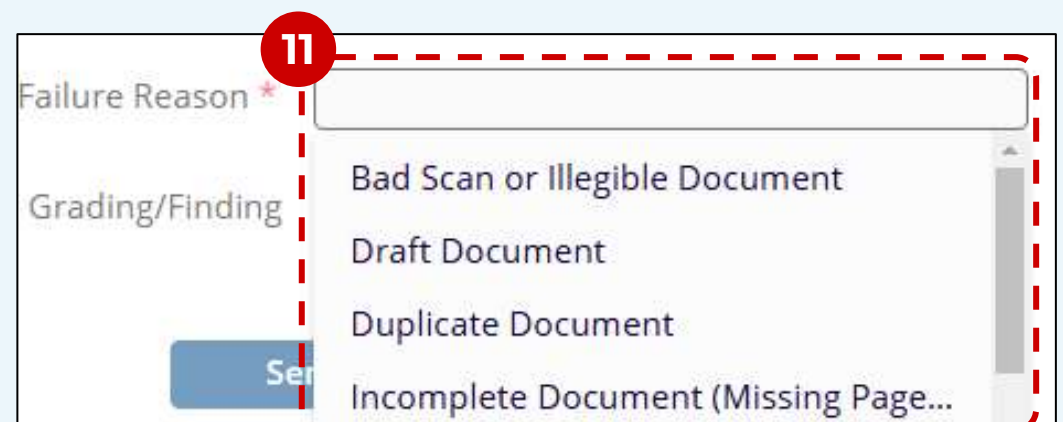 11
Failure Reason *
Bad Scan or Illegible Document
Grading/Finding
Draft Document
Duplicate Document
Incomplete Document (Missing Page...